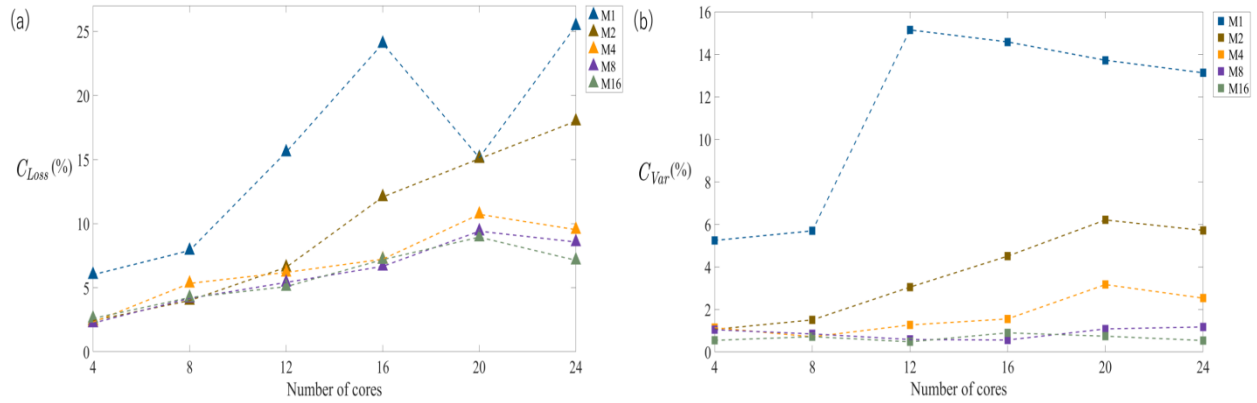 (a)
25
20
15
10
5
0
C_Loss (%)
4 8 12 16 20 24
Number of cores
M1
M2
M4
M8
M16
(b)
16
14
12
10
8
6
4
2
0
C_Var (%)
4 8 12 16 20 24
Number of cores
M1
M2
M4
M8
M16